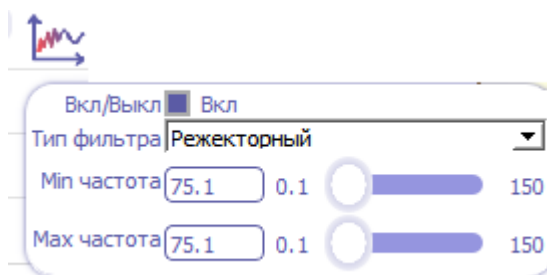 Вкл/Выкл Вкл
Тип фильтра Режекторный
Min частота 75.1 0.1 150
Max частота 75.1 0.1 150